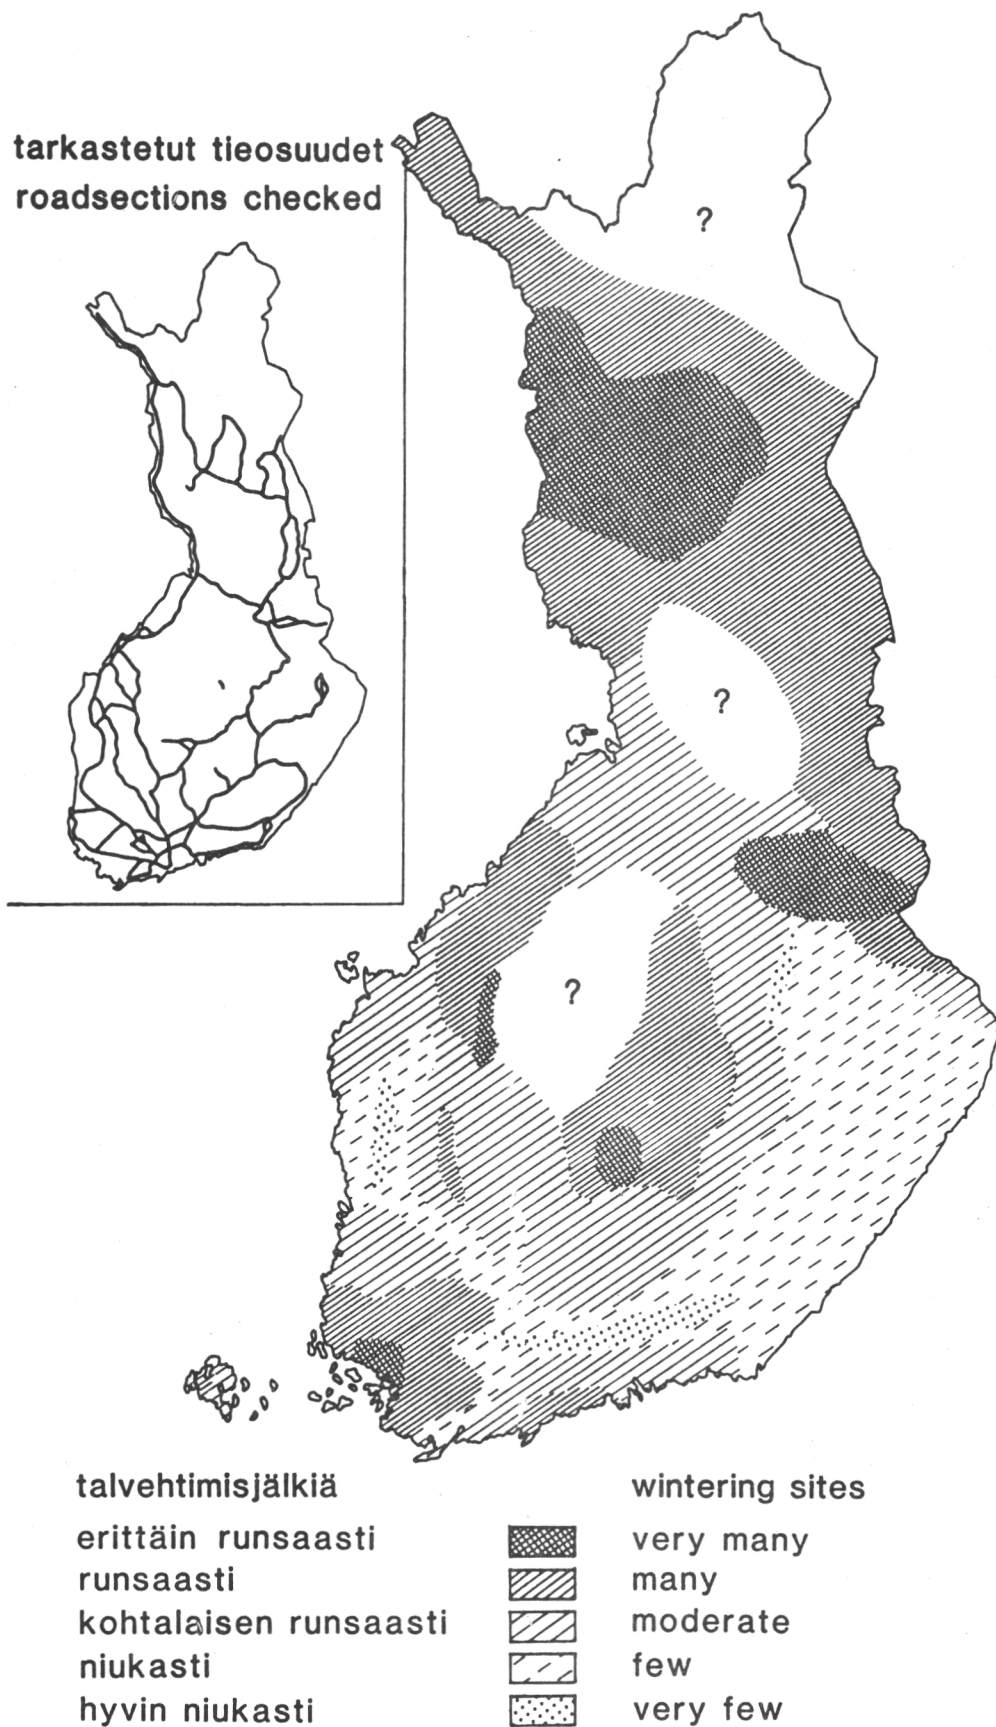 tarkastetut tieosuudet
roadsections checked
?
?
?
talvehtimisjälkiä wintering sites
erittäin runsaasti very many
runsaasti many
kohtalaisen runsaasti moderate
niukasti few
hyvin niukasti very few